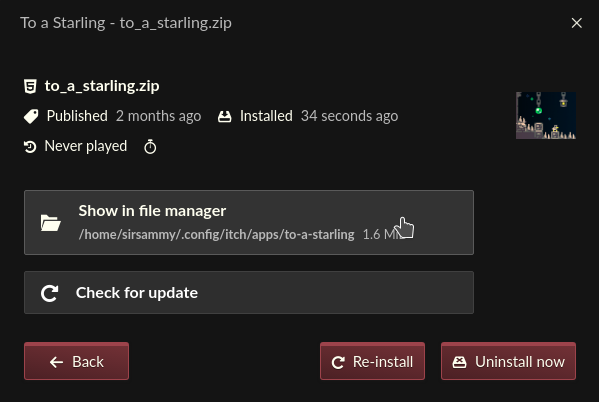 To a Starling - to_a_starling.zip
to_a_starling.zip
Published 2 months ago Installed 34 seconds ago
Never played
Show in file manager
/home/sirsammy/.config/itch/apps/to-a-starling 1.6
Check for update
Back Re-install Uninstall now